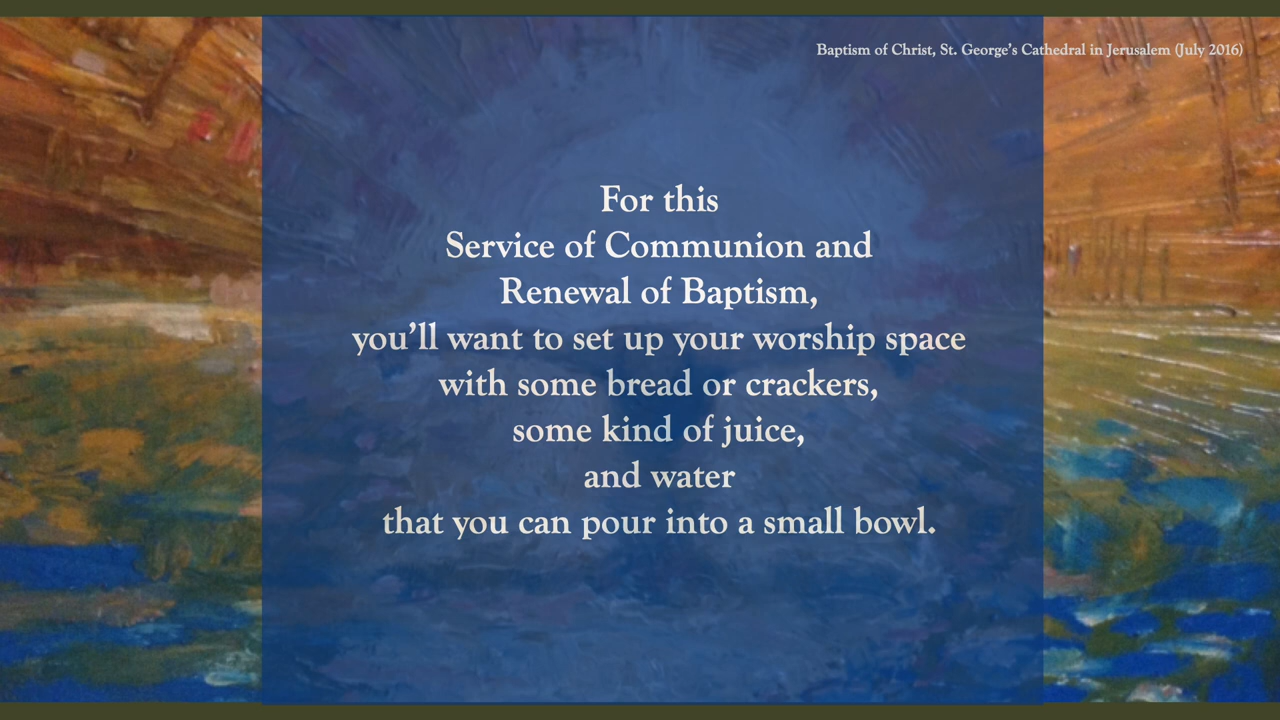 Baptism of Christ, St. George’s Cathedral in Jerusalem (July 2016)
For this
Service of Communion and
Renewal of Baptism,
you’ll want to set up your worship space
with some bread or crackers,
some kind of juice,
and water
that you can pour into a small bowl.